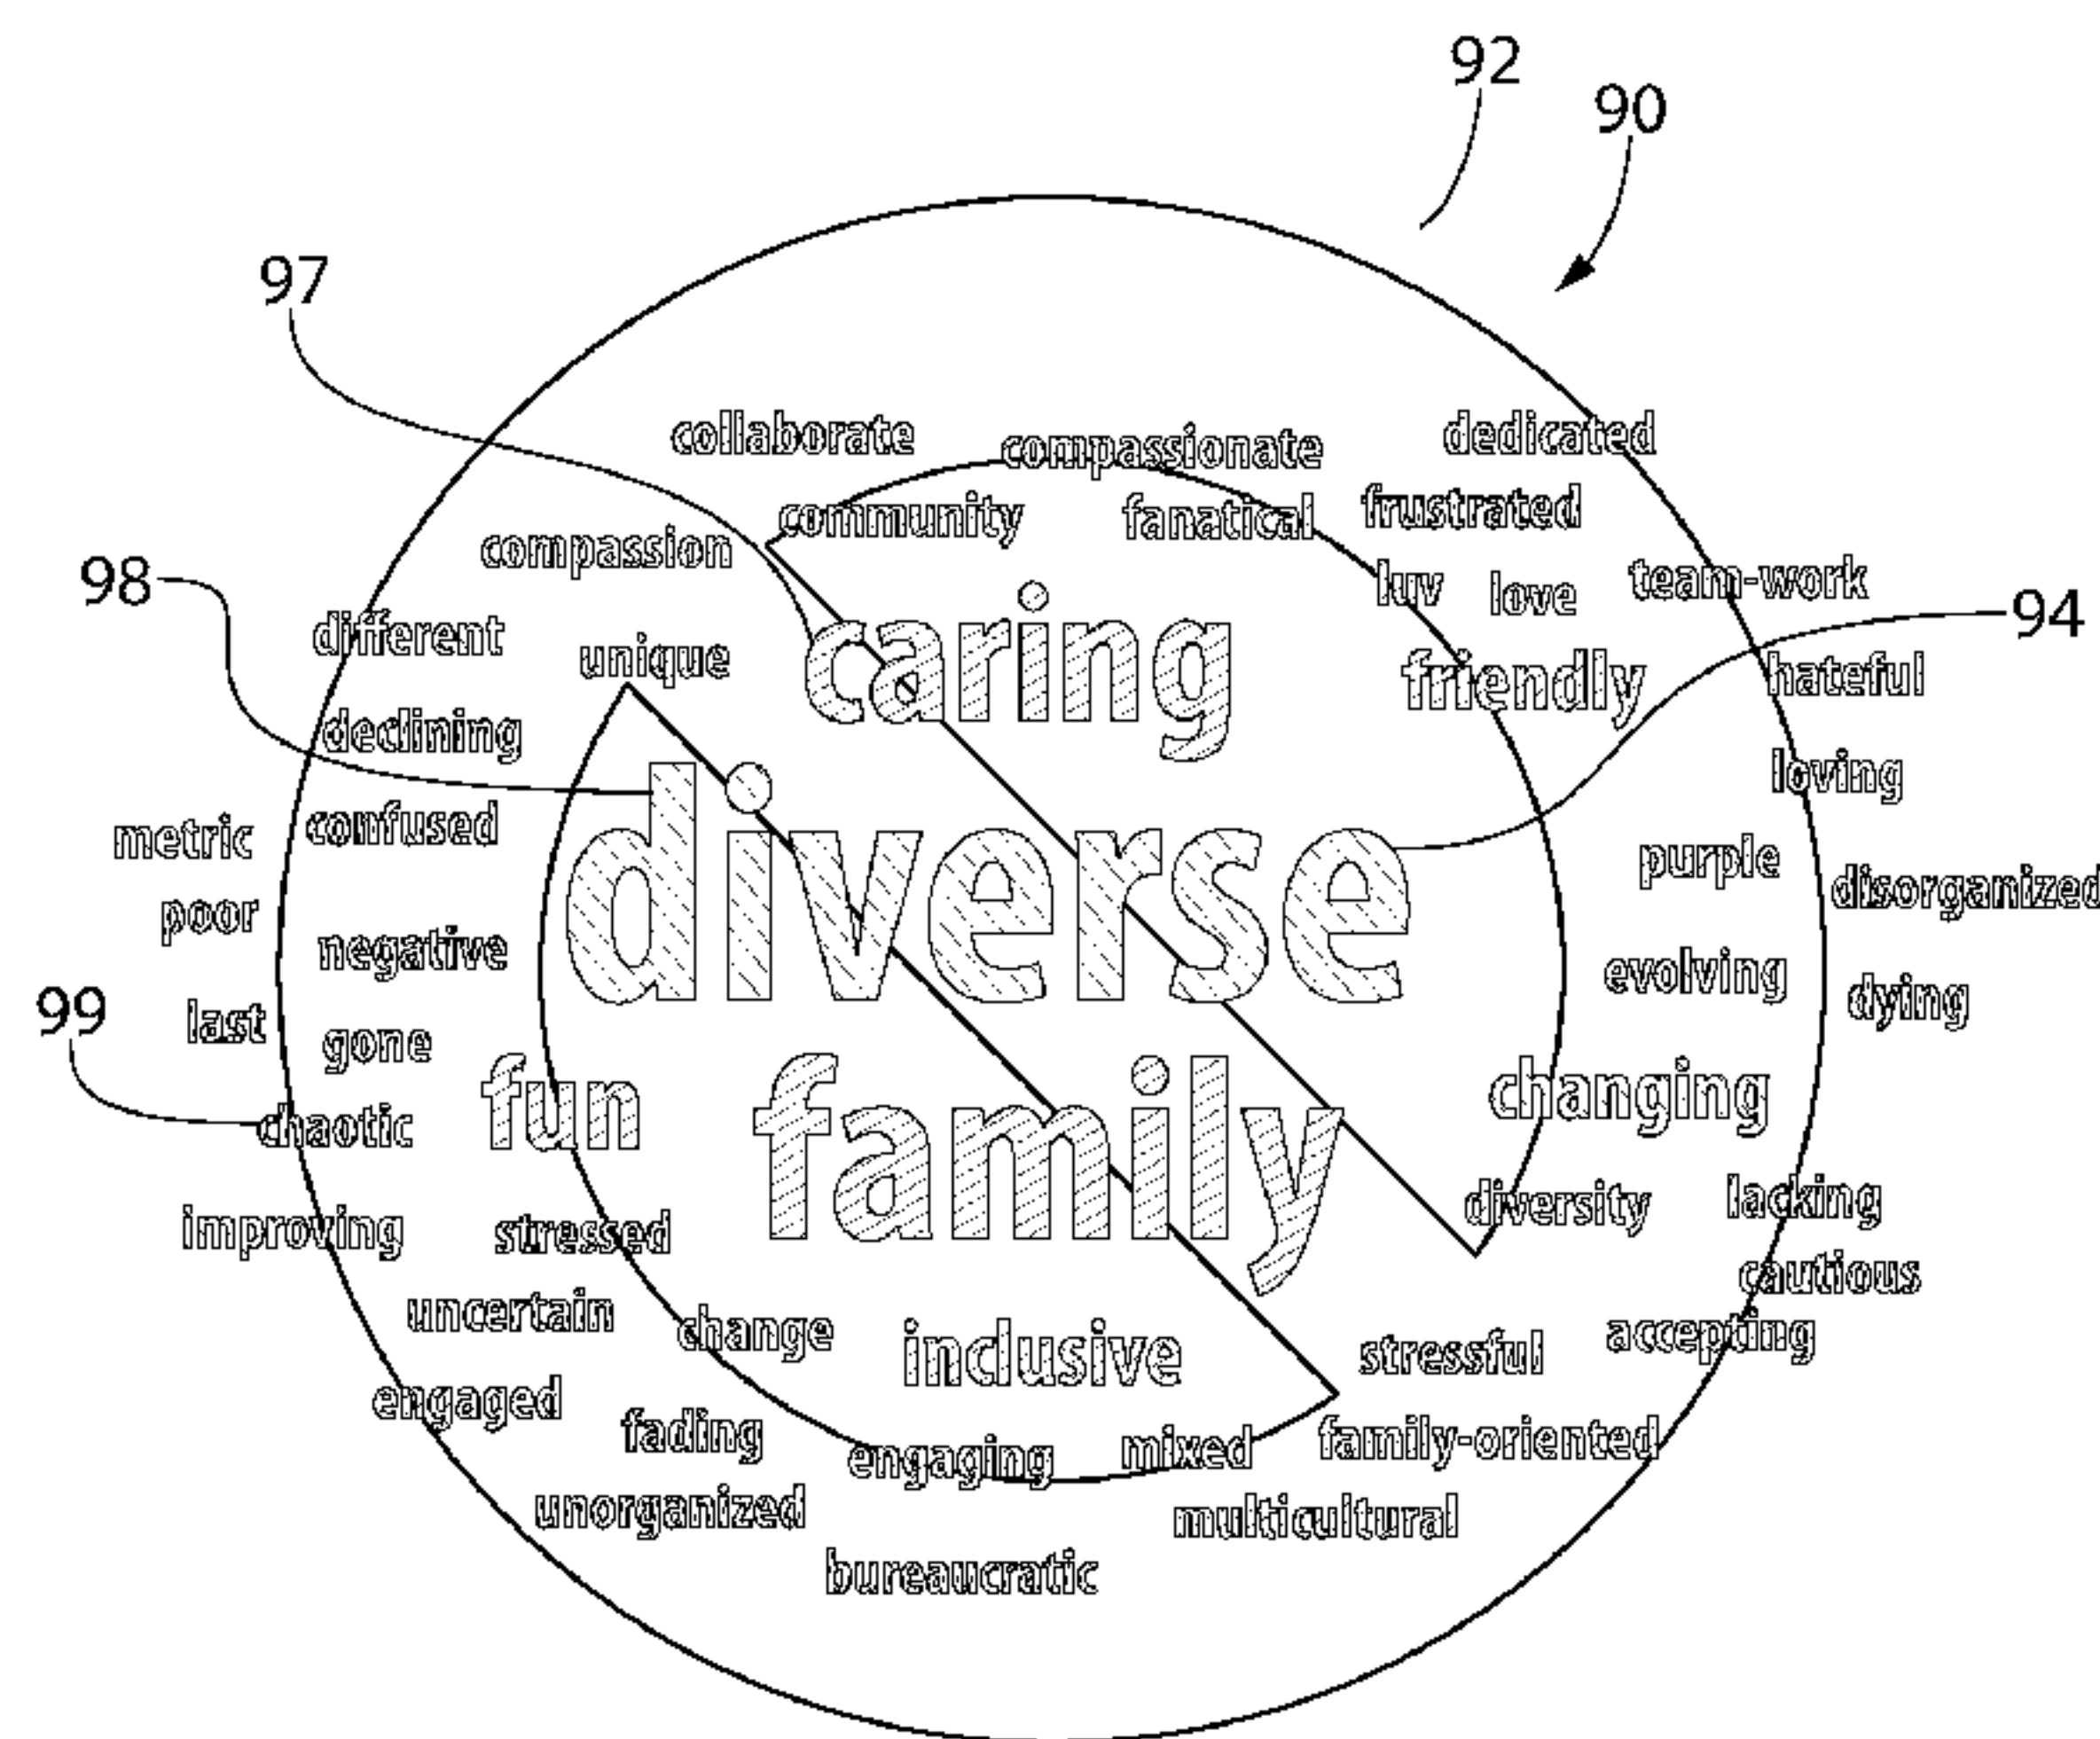 92
90
97
collaborate
compassionate
dedicated
community
fanatical
frustrated
compassion
98
luv
love
team-work
94
different
unique
caring
friendly
hateful
declining
loving
metric
confused
diverse
purple
disorganized
poor
negative
evolving
dying
99
last
gone
fun
family
changing
chaotic
improving
stressed
diversity
lacking
cautious
uncertain
change
inclusive
stressful
accepting
engaged
fading
engaging
mixed
family-oriented
unorganized
multicultural
bureaucratic